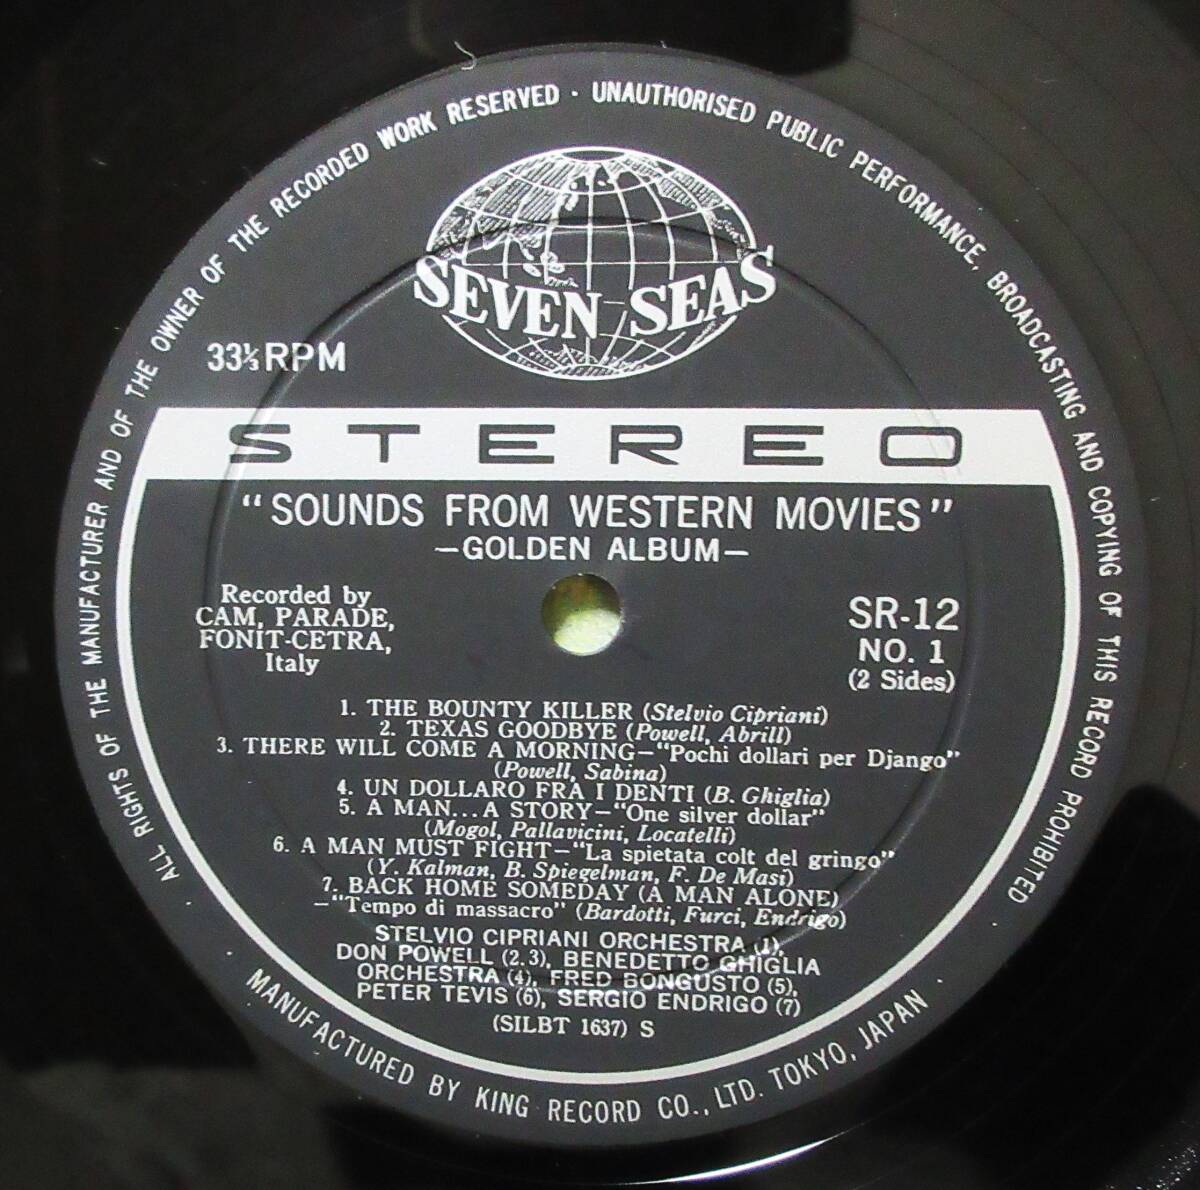 ALL RIGHTS OF THE MANUFACTURER AND OF THE OWNER OF THE RECORDED WORK RESERVED · UNAUTHORISED PUBLIC PERFORMANCE, BROADCASTING AND COPYING OF THIS RECORD PROHIBITED
SEVEN SEAS
33⅓ RPM
STEREO
"SOUNDS FROM WESTERN MOVIES"
—GOLDEN ALBUM—
Recorded by
CAM, PARADE,
FONIT-CETRA,
Italy
SR-12
NO. 1
(2 Sides)
1. THE BOUNTY KILLER (Stelvio Cipriani)
2. TEXAS GOODBYE (Powell, Abrill)
3. THERE WILL COME A MORNING—"Pochi dollari per Django"
(Powell, Sabina)
4. UN DOLLARO FRA I DENTI (B. Ghiglia)
5. A MAN...A STORY—"One silver dollar"
(Mogol, Pallavicini, Locatelli)
6. A MAN MUST FIGHT—"La spietata colt del gringo"
(Y. Kalman, B. Spiegelman, F. De Masi)
7. BACK HOME SOMEDAY (A MAN ALONE)
—"Tempo di massacro" (Bardotti, Furci, Endrigo)
STELVIO CIPRIANI ORCHESTRA (1),
DON POWELL (2.3), BENEDETTO GHIGLIA
ORCHESTRA (4), FRED BONGUSTO (5),
PETER TEVIS (6), SERGIO ENDRIGO (7)
(SILBT 1637) S
MANUFACTURED BY KING RECORD CO., LTD. TOKYO, JAPAN